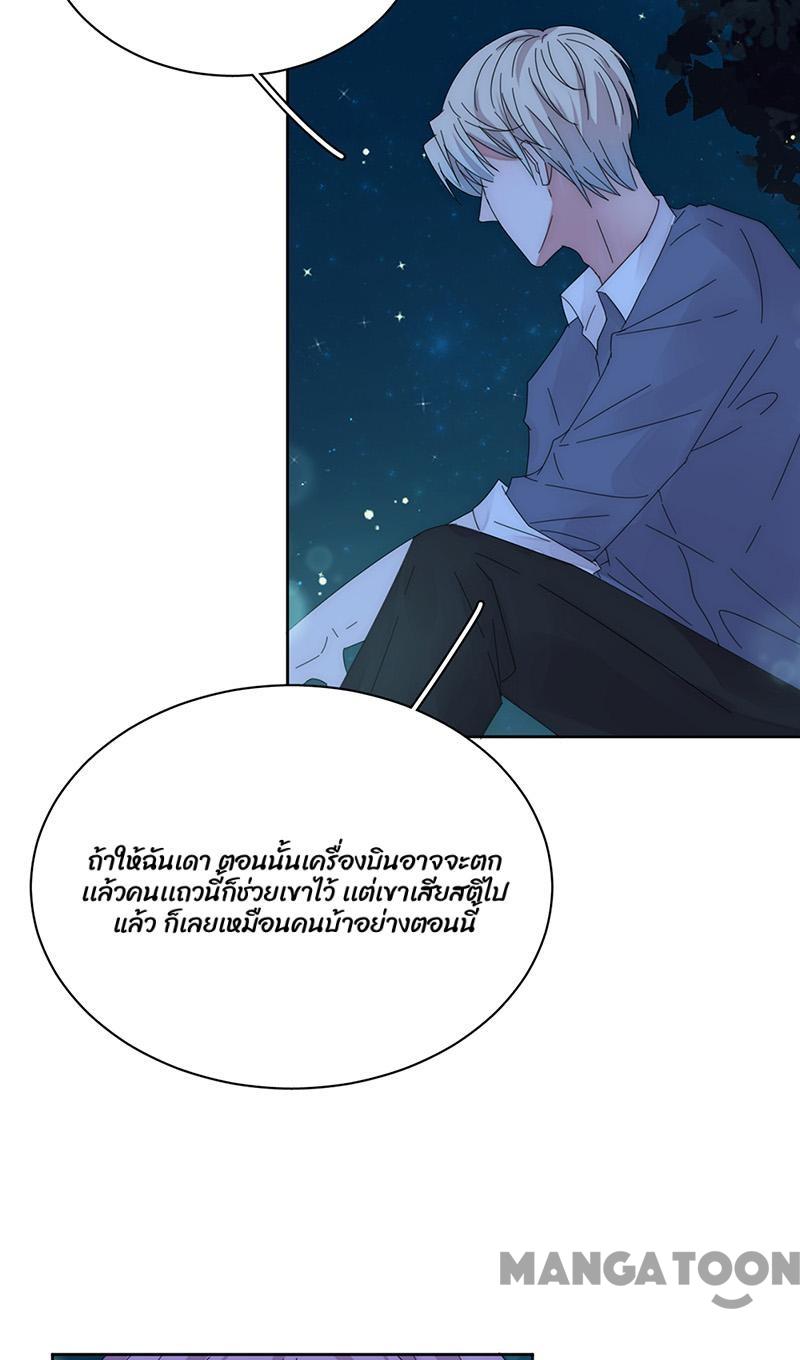 ถ้าให้ฉันเดา ตอนนั้นเครื่องบินอาจจะตก
แล้วคนแถวนี้ก็ช่วยเขาไว้ แต่เขาเสียสติไป
แล้ว ก็เลยเหมือนคนบ้าอย่างตอนนี้
MANGA TOON